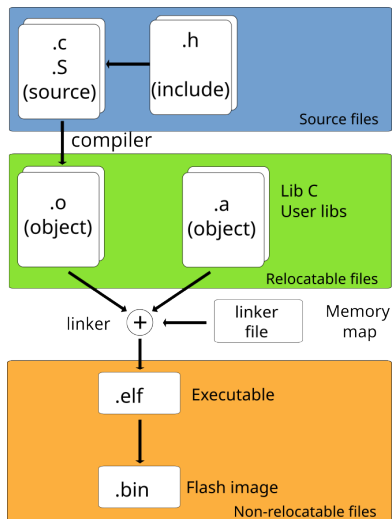 .c
.S
(source)
.h
(include)
Source files
compiler
.o
(object)
.a
(object)
Lib C
User libs
Relocatable files
linker
+
linker
file
Memory
map
.elf
Executable
.bin
Flash image
Non-relocatable files